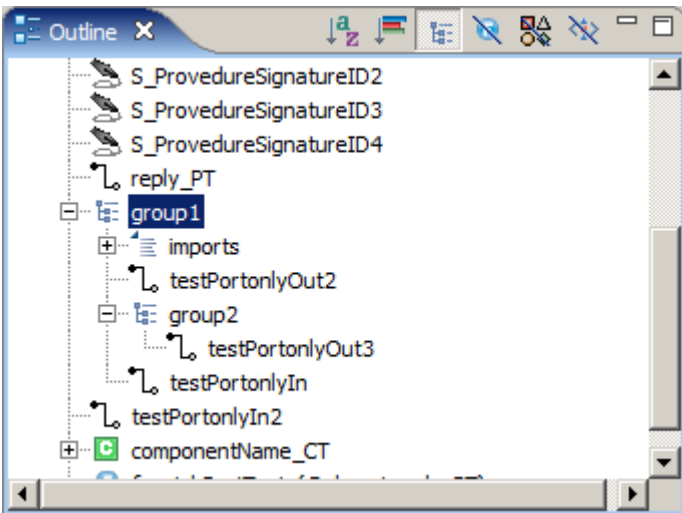 Outline
S_ProvedureSignatureID2
S_ProvedureSignatureID3
S_ProvedureSignatureID4
reply_PT
group1
imports
testPortonlyOut2
group2
testPortonlyOut3
testPortonlyIn
testPortonlyIn2
C componentName_CT